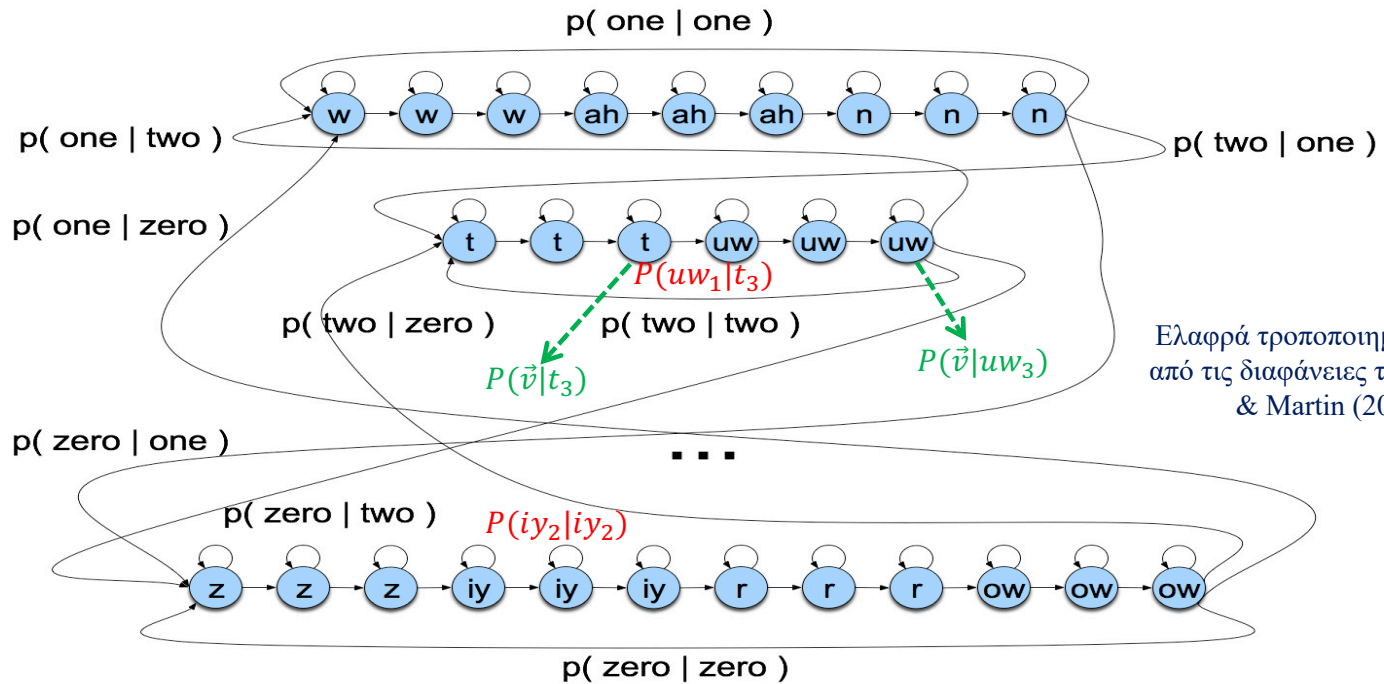 p( one | one )
w w w ah ah ah n n n
p( one | two )
p( two | one )
p( one | zero )
t t t uw uw uw
P(uw₁|t₃)
p( two | zero )
p( two | two )
P(v⃗|t₃)
P(v⃗|uw₃)
Ελαφρά
από τις διαφάνειες
& Martin
p( zero | one )
...
p( zero | two )
P(iy₂|iy₂)
z z z iy iy iy r r r ow ow ow
p( zero | zero )